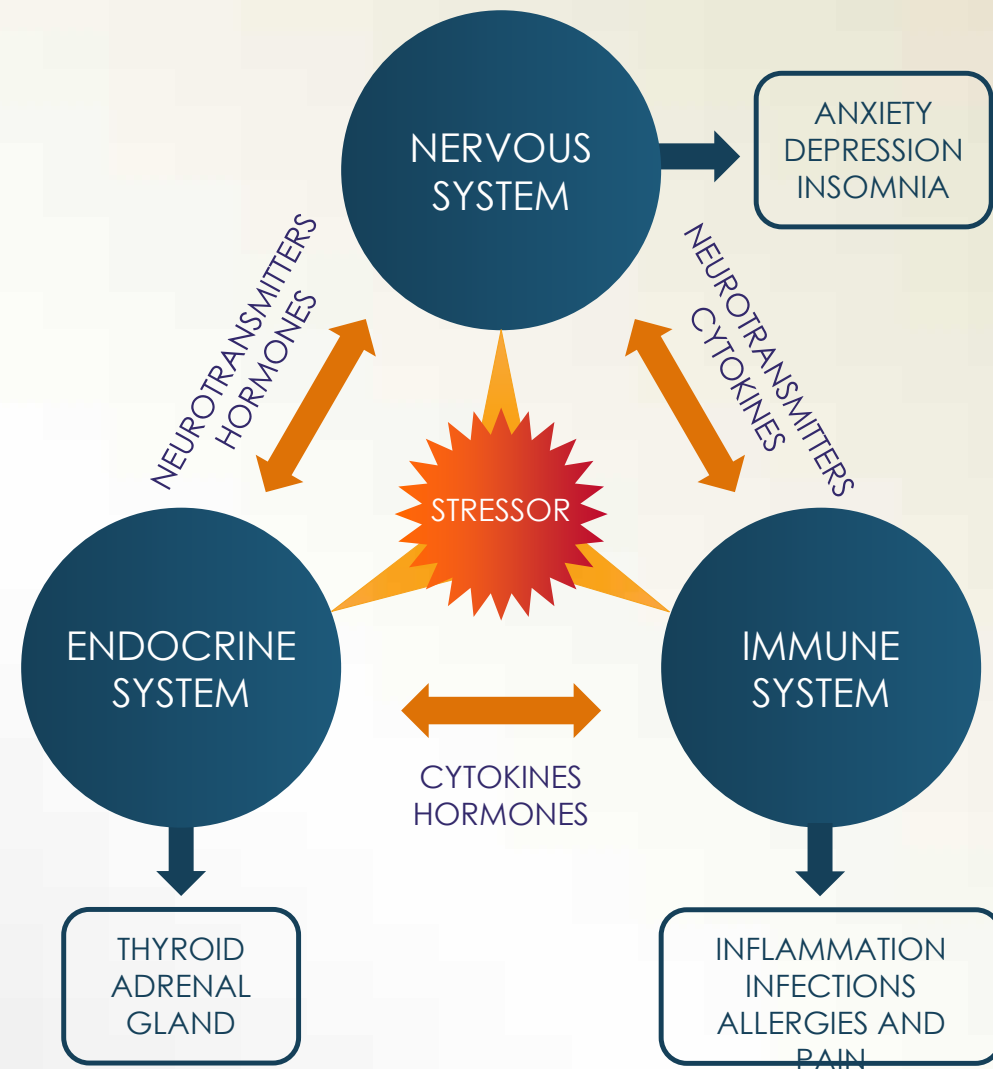 NERVOUS
SYSTEM
ANXIETY
DEPRESSION
INSOMNIA
NEUROTRANSMITTERS
HORMONES
NEUROTRANSMITTERS
CYTOKINES
STRESSOR
ENDOCRINE
SYSTEM
IMMUNE
SYSTEM
CYTOKINES
HORMONES
THYROID
ADRENAL
GLAND
INFLAMMATION
INFECTIONS
ALLERGIES AND
PAIN